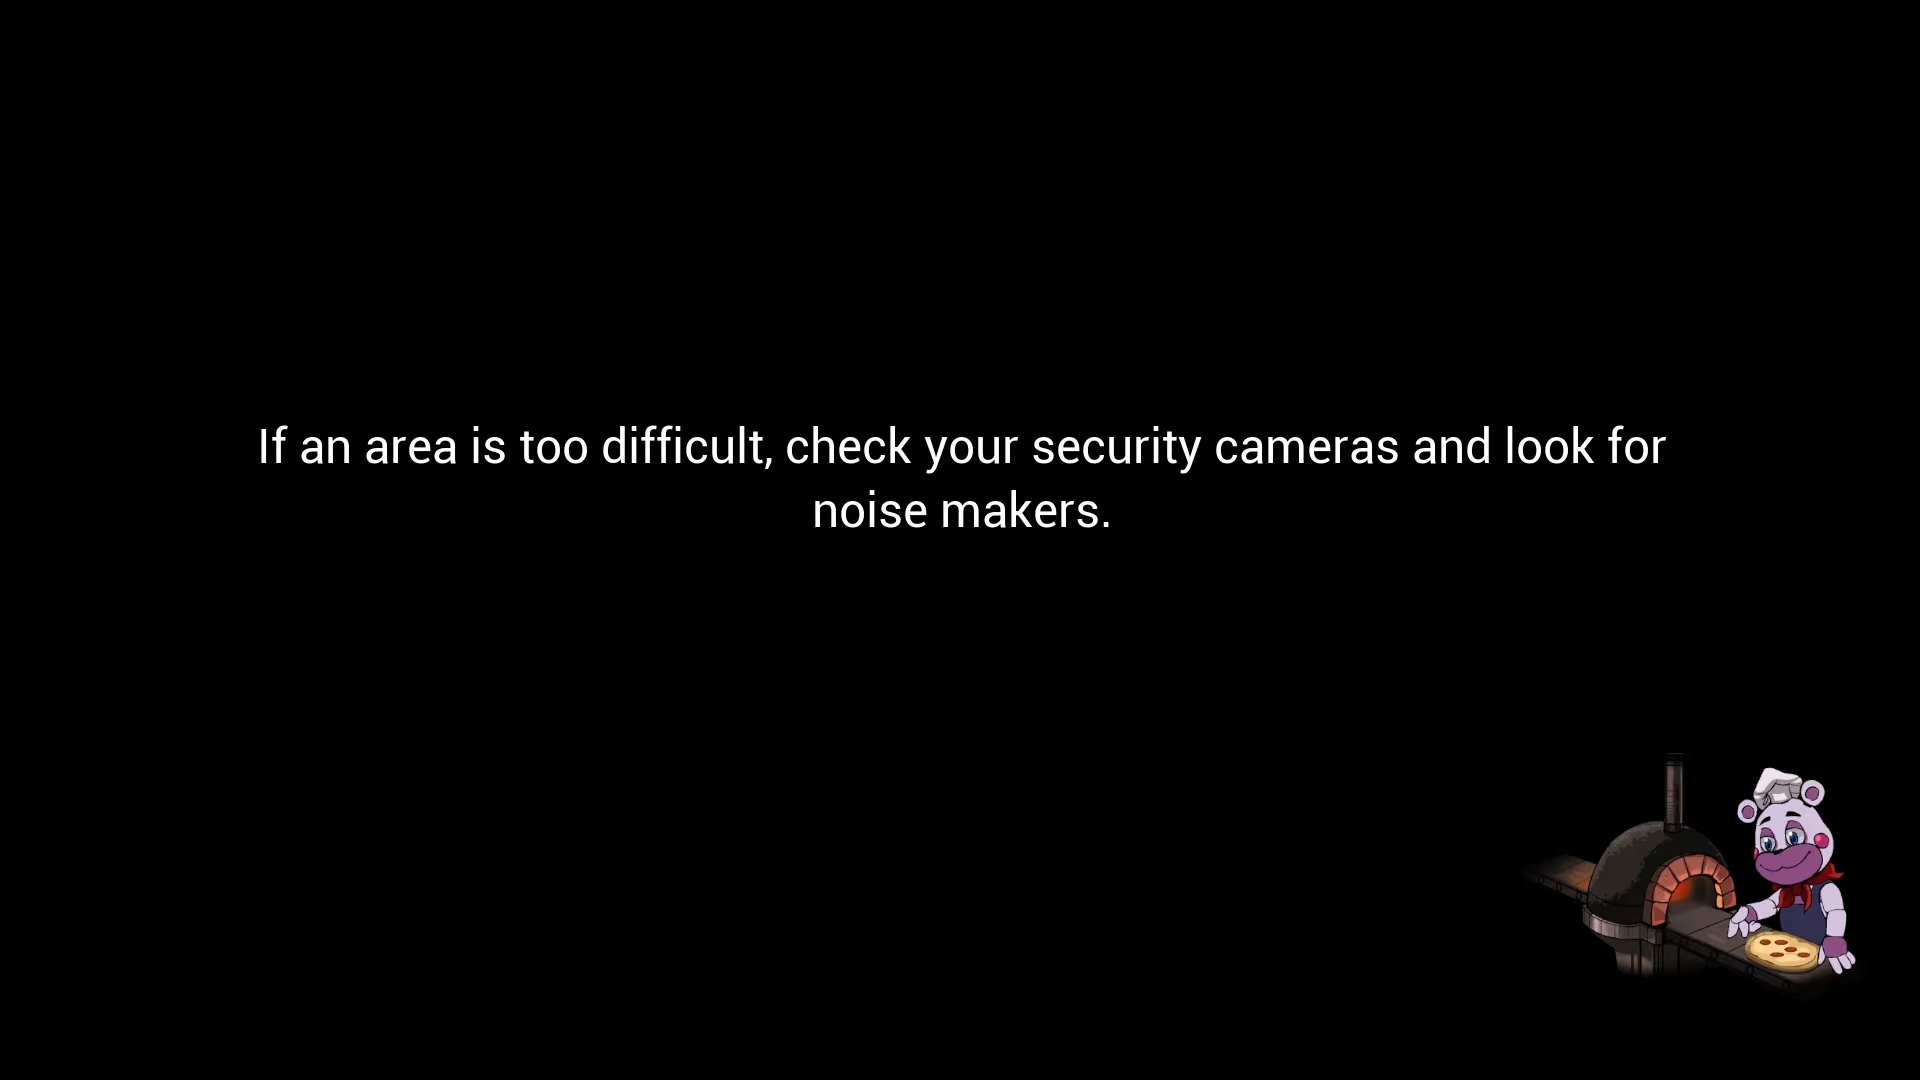 If an area is too difficult, check your security cameras and look for
noise makers.